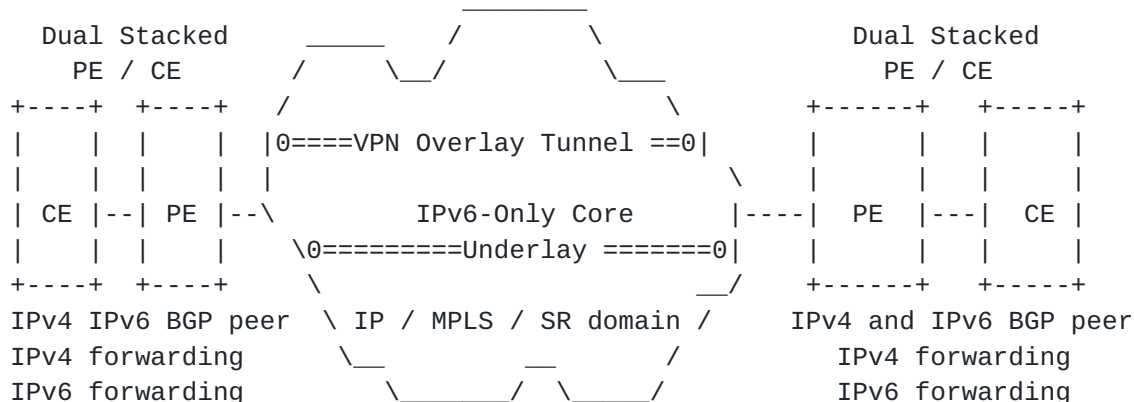 Dual Stacked Dual Stacked
PE / CE PE / CE
0====VPN Overlay Tunnel ==0
CE PE IPv6-Only Core PE CE
0=========Underlay =======0
IPv4 IPv6 BGP peer IP / MPLS / SR domain IPv4 and IPv6 BGP peer
IPv4 forwarding IPv4 forwarding
IPv6 forwarding IPv6 forwarding